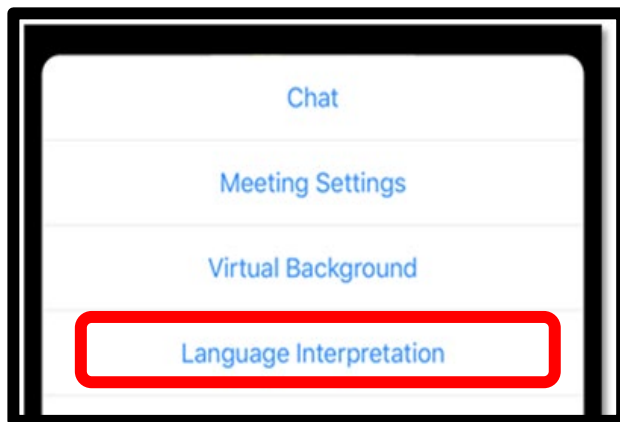 Chat
Meeting Settings
Virtual Background
Language Interpretation